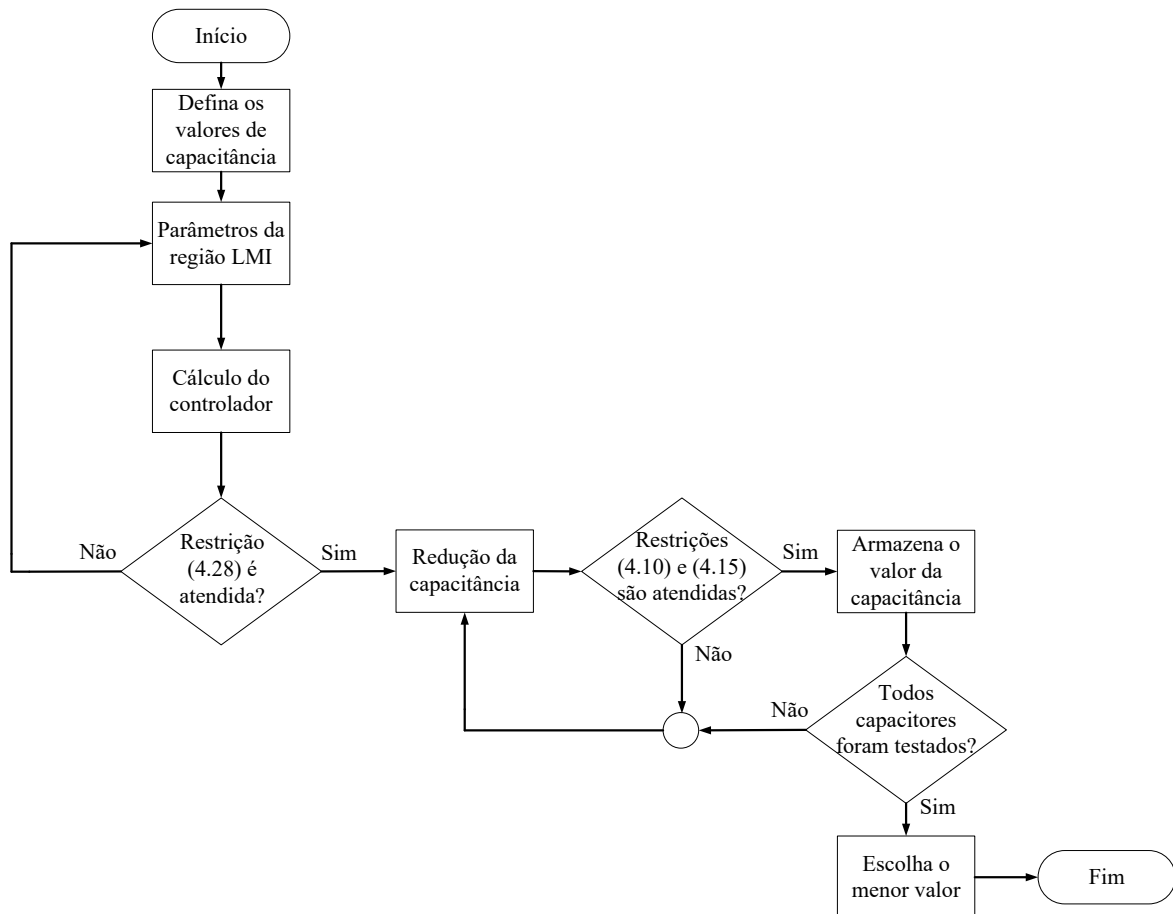 Início
Defina os
valores de
capacitância
Parâmetros da
região LMI
Cálculo do
controlador
Restrição
(4.28) é
atendida?
Não
Sim
Redução da
capacitância
Restrições
(4.10) e (4.15)
são atendidas?
Sim
Não
Armazena o
valor da
capacitância
Todos
capacitores
foram testados?
Não
Sim
Escolha o
menor valor
Fim